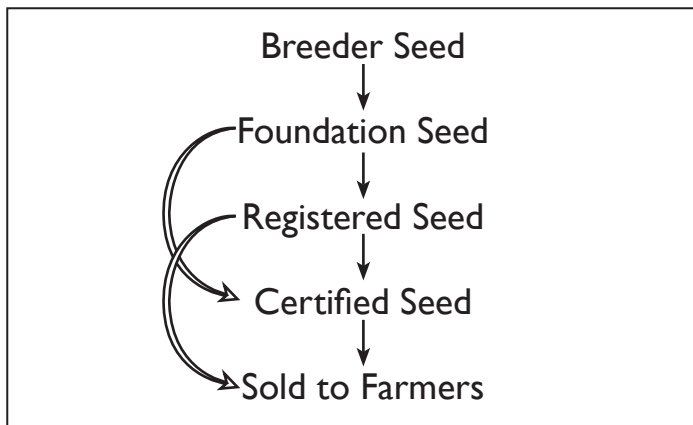 Breeder Seed
Foundation Seed
Registered Seed
Certified Seed
Sold to Farmers